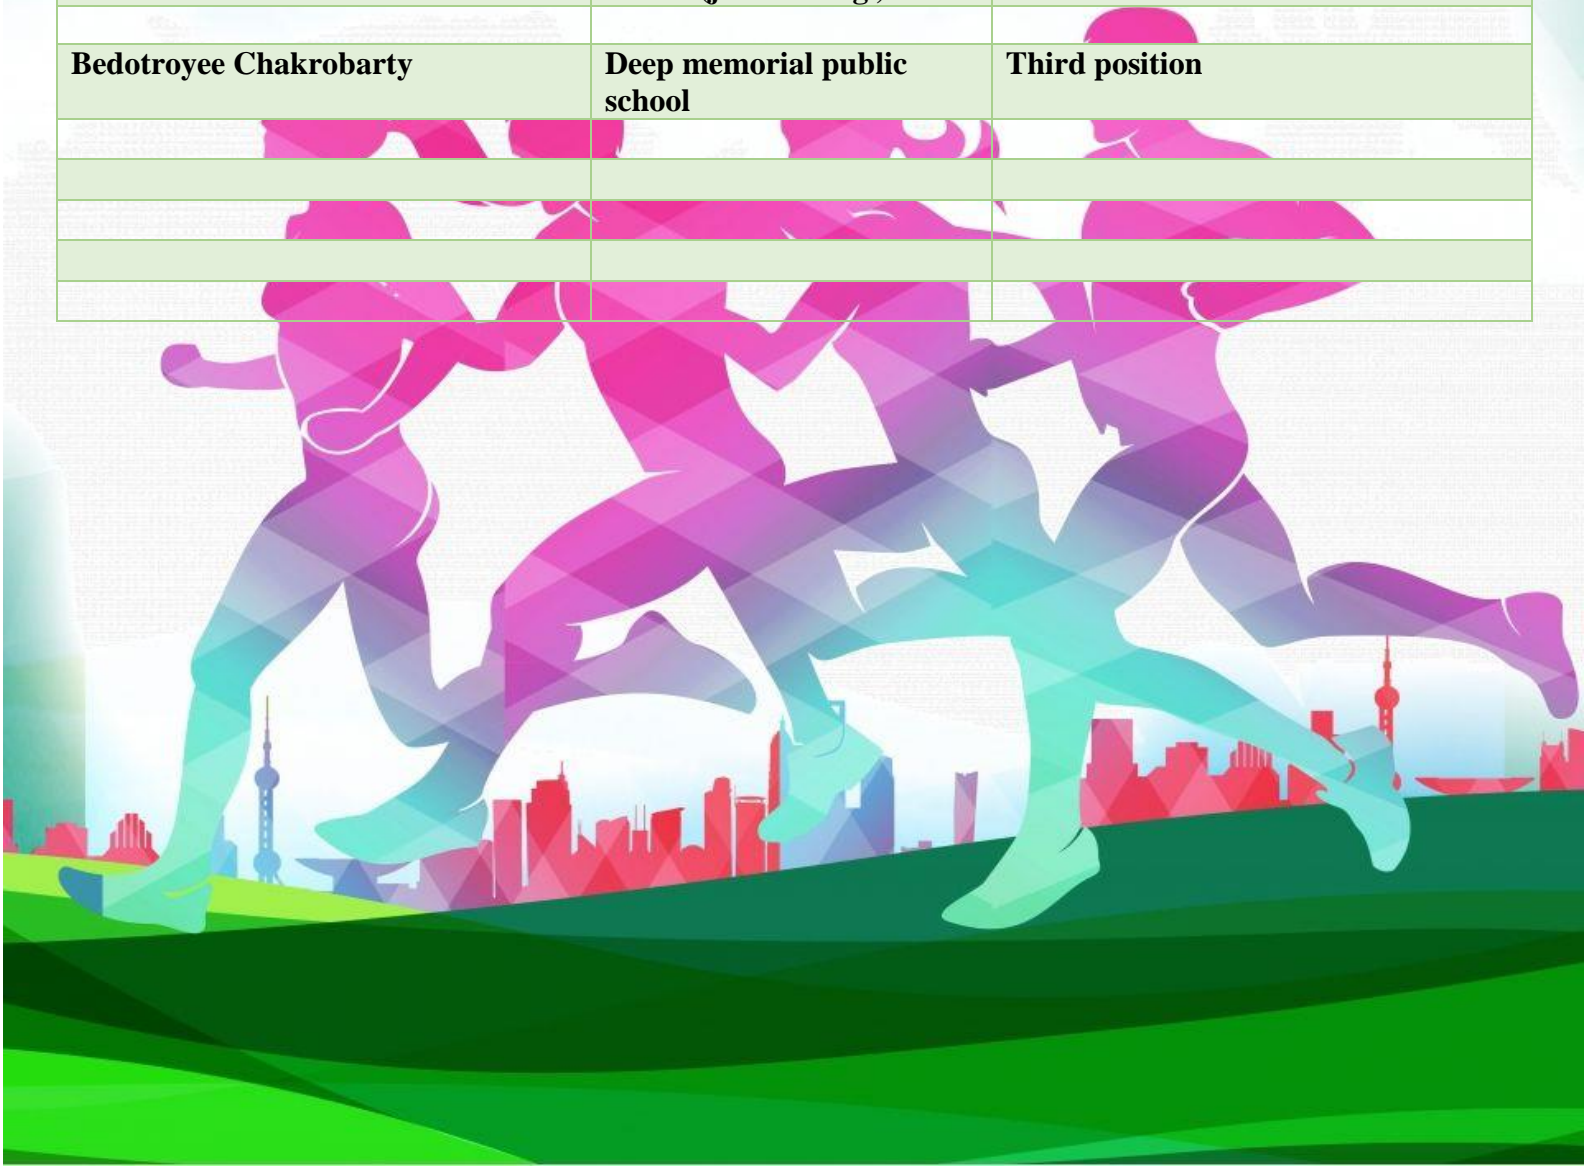 Bedotroyee Chakrobarty
Deep memorial public
school
Third position